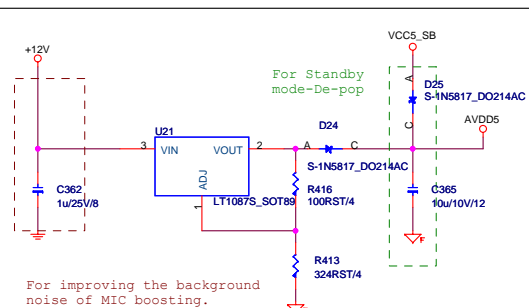 VCC5_SB
+12V
For Standby
mode-De-pop
A
D25
S-1N5817_DO214AC
C
AVDD5
U21
D24
3
VIN
VOUT
2
A
C
S-1N5817_DO214AC
ADJ
1
LT1087S_SOT89
C362
1u/25V/8
R416
100RST/4
C365
10u/10V/12
F
R413
324RST/4
For improving the background
noise of MIC boosting.